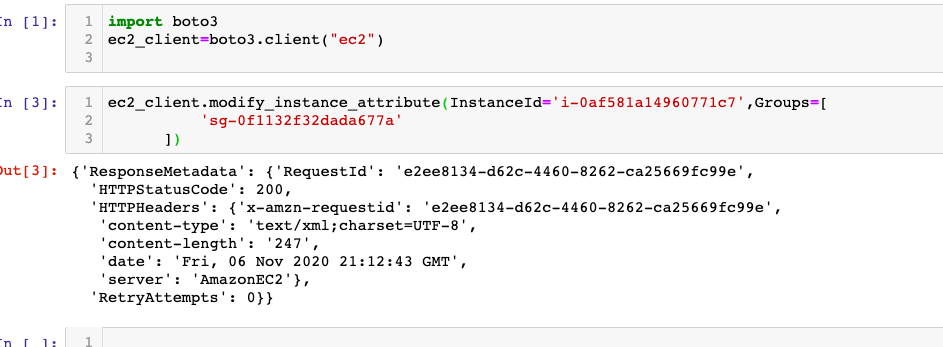 n [1]:
1 import boto3
2 ec2_client=boto3.client("ec2")
3
n [3]:
1 ec2_client.modify_instance_attribute(InstanceId='i-0af581a14960771c7',Groups=[
2 'sg-0f1132f32dada677a'
3 ])
Out[3]: {'ResponseMetadata': {'RequestId': 'e2ee8134-d62c-4460-8262-ca25669fc99e',
'HTTPStatusCode': 200,
'HTTPHeaders': {'x-amzn-requestid': 'e2ee8134-d62c-4460-8262-ca25669fc99e',
'content-type': 'text/xml;charset=UTF-8',
'content-length': '247',
'date': 'Fri, 06 Nov 2020 21:12:43 GMT',
'server': 'AmazonEC2'},
'RetryAttempts': 0}}
n [ ]:
1